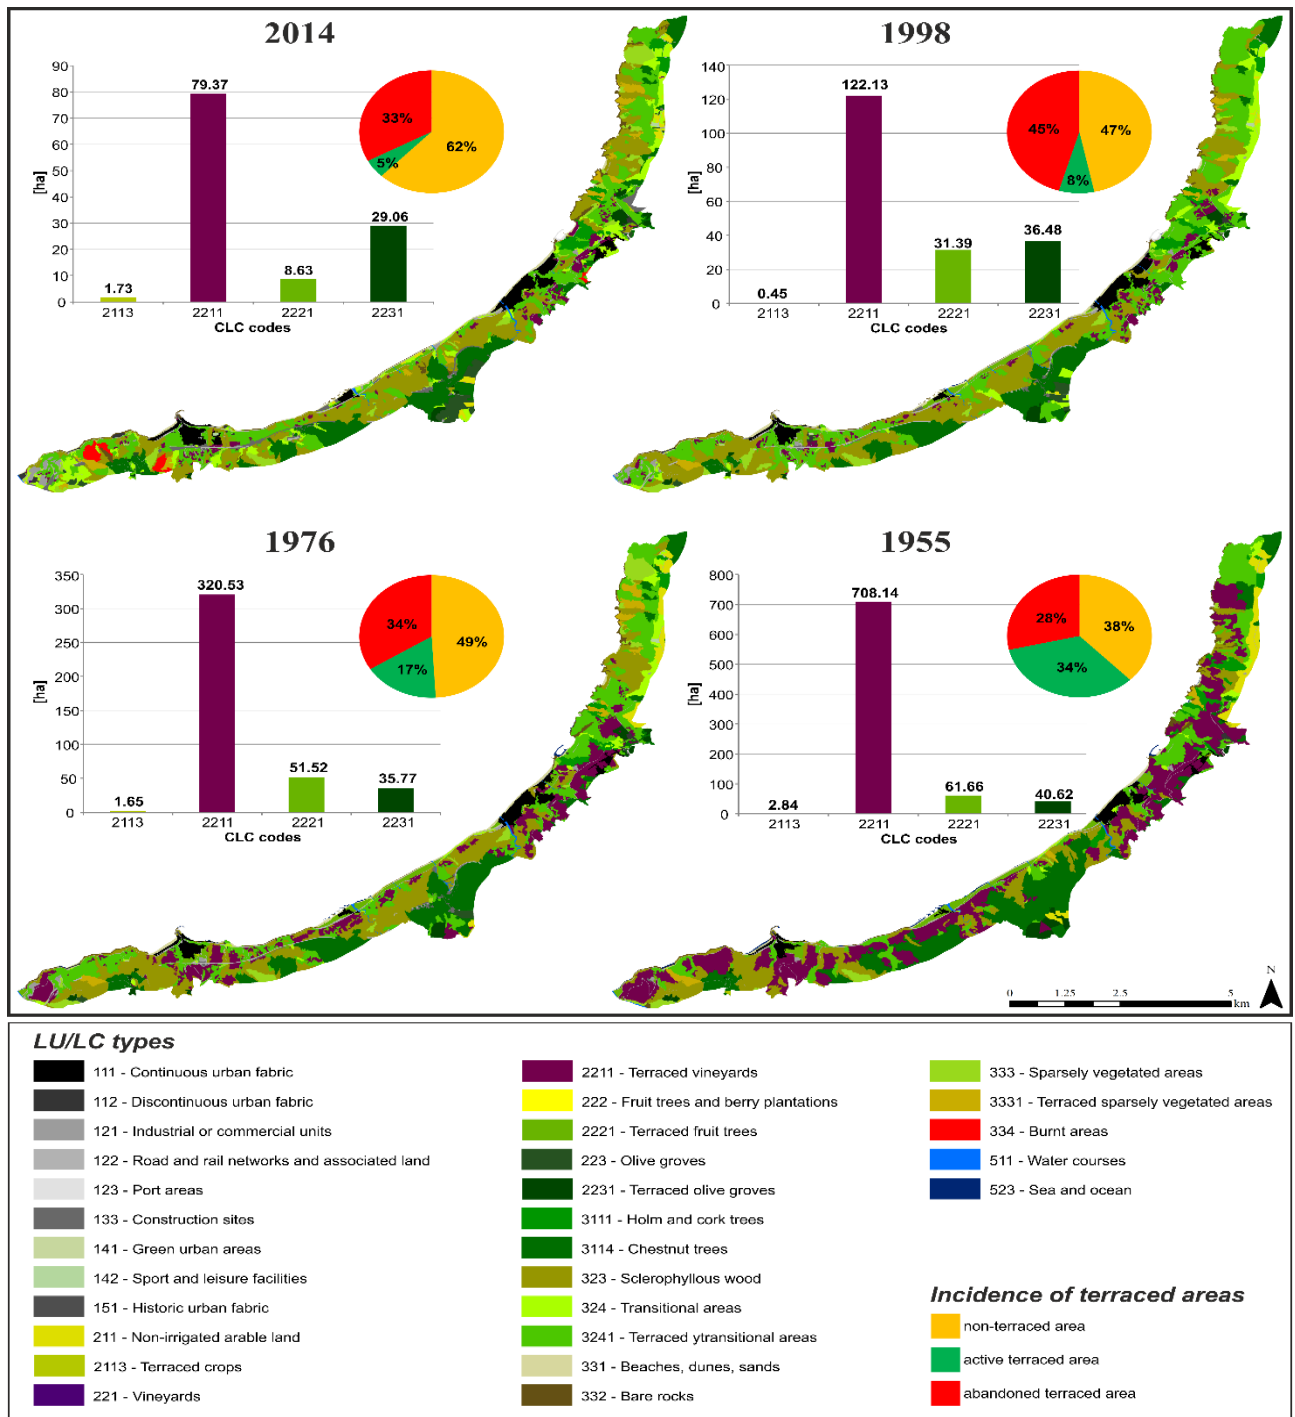 2014
90
80
70
60
50
40
30
20
10
0
[ha]
79.37
29.06
8.63
1.73
2113 2211 2221 2231
CLC codes
33%
62%
5%
1998
140
120
100
80
60
40
20
0
[ha]
122.13
36.48
31.39
0.45
2113 2211 2221 2231
CLC codes
45%
47%
8%
1976
350
300
250
200
150
100
50
0
[ha]
320.53
51.52
35.77
1.65
2113 2211 2221 2231
CLC codes
34%
49%
17%
1955
800
700
600
500
400
300
200
100
0
[ha]
708.14
61.66
40.62
2.84
2113 2211 2221 2231
CLC codes
28%
38%
34%
N
0 1.25 2.5 5
km
LU/LC types
111 - Continuous urban fabric
112 - Discontinuous urban fabric
121 - Industrial or commercial units
122 - Road and rail networks and associated land
123 - Port areas
133 - Construction sites
141 - Green urban areas
142 - Sport and leisure facilities
151 - Historic urban fabric
211 - Non-irrigated arable land
2113 - Terraced crops
221 - Vineyards
2211 - Terraced vineyards
222 - Fruit trees and berry plantations
2221 - Terraced fruit trees
223 - Olive groves
2231 - Terraced olive groves
3111 - Holm and cork trees
3114 - Chestnut trees
323 - Sclerophyllous wood
324 - Transitional areas
3241 - Terraced ytransitional areas
331 - Beaches, dunes, sands
332 - Bare rocks
333 - Sparsely vegetated areas
3331 - Terraced sparsely vegetated areas
334 - Burnt areas
511 - Water courses
523 - Sea and ocean
Incidence of terraced areas
non-terraced area
active terraced area
abandoned terraced area